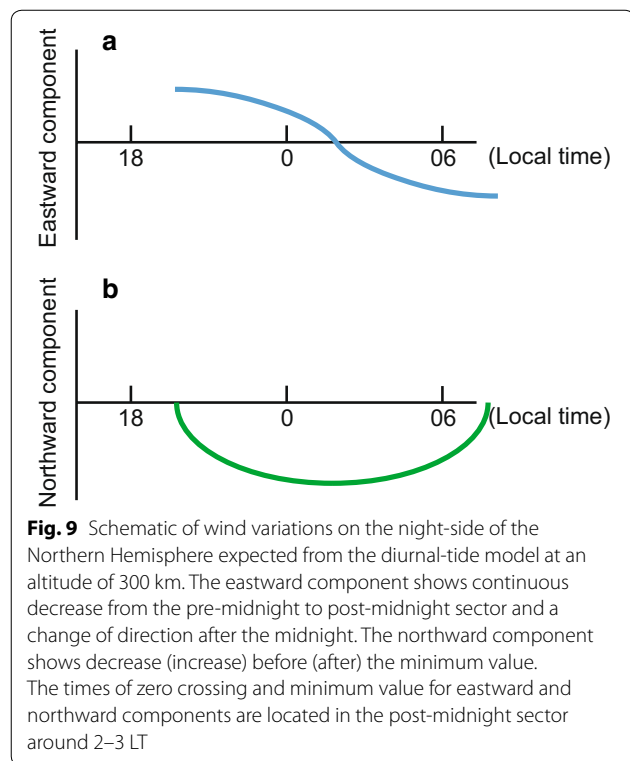 a
Eastward component
18 0 06 (Local time)
b
Northward component
18 0 06 (Local time)
Fig. 9 Schematic of wind variations on the night-side of the
Northern Hemisphere expected from the diurnal-tide model at an
altitude of 300 km. The eastward component shows continuous
decrease from the pre-midnight to post-midnight sector and a
change of direction after the midnight. The northward component
shows decrease (increase) before (after) the minimum value.
The times of zero crossing and minimum value for eastward and
northward components are located in the post-midnight sector
around 2–3 LT